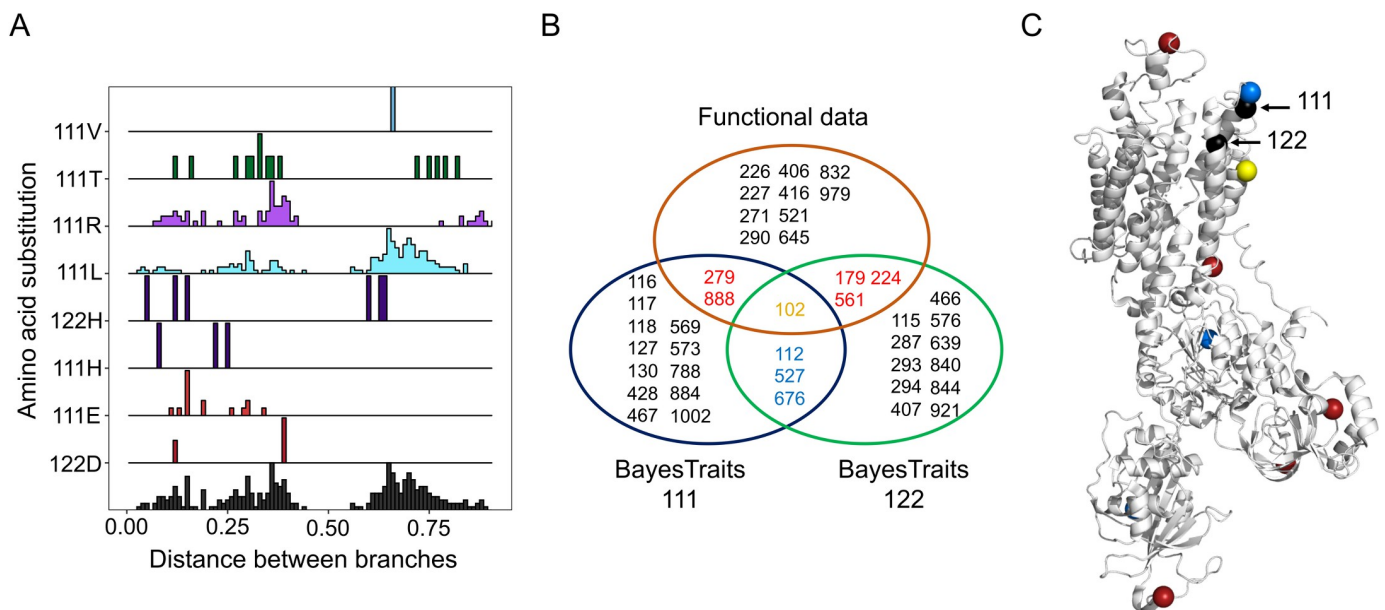 A
B
C
Amino acid substitution
111V
111T
111R
111L
122H
111H
111E
122D
0.00 0.25 0.50 0.75
Distance between branches
Functional data
226 406 832
227 416 979
271 521
290 645
279
888
179 224
561
102
116
117
118 569
127 573
130 788
428 884
467 1002
112
527
676
466
115 576
287 639
293 840
294 844
407 921
BayesTraits
111
BayesTraits
122
111
122